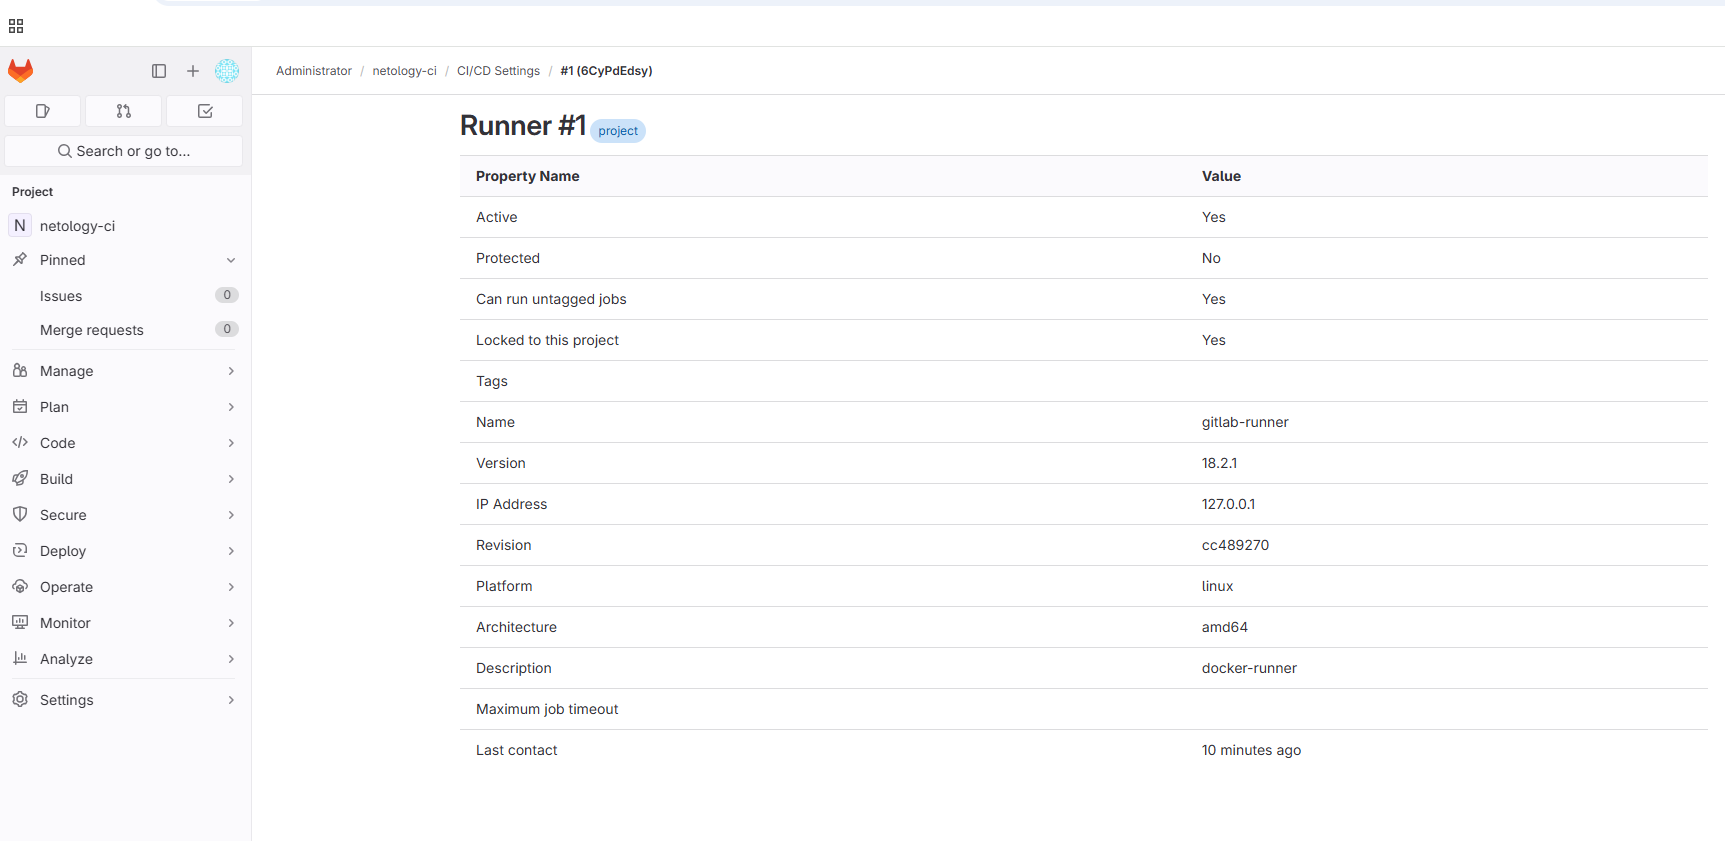 Administrator / netology-ci / CI/CD Settings / #1 (6CyPdEdsy)
Search or go to...
Project
N netology-ci
Pinned
Issues 0
Merge requests 0
Manage
Plan
Code
Build
Secure
Deploy
Operate
Monitor
Analyze
Settings
Runner #1 project
Property Name Value
Active Yes
Protected No
Can run untagged jobs Yes
Locked to this project Yes
Tags
Name gitlab-runner
Version 18.2.1
IP Address 127.0.0.1
Revision cc489270
Platform linux
Architecture amd64
Description docker-runner
Maximum job timeout
Last contact 10 minutes ago